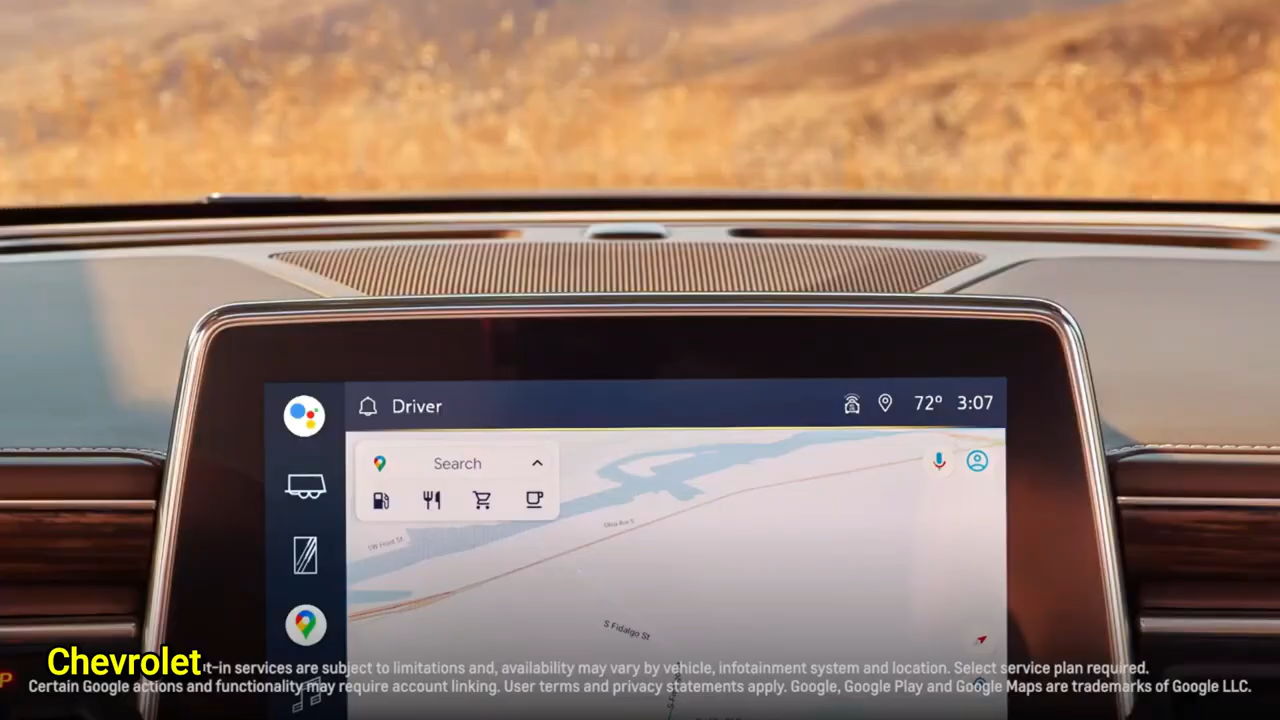 Driver
72° 3:07
Search
SW Front St
Ohio Ave S
S Fidalgo St
Chevrolet
t-in services are subject to limitations and, availability may vary by vehicle, infotainment system and location. Select service plan required.
Certain Google actions and functionality may require account linking. User terms and privacy statements apply. Google, Google Play and Google Maps are trademarks of Google LLC.
P